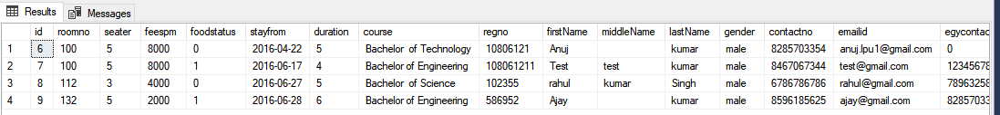 Results Messages
id roomno seater feespm foodstatus stayfrom duration course regno firstName middleName lastName gender contactno emailid egycontac
1 6 100 5 8000 0 2016-04-22 5 Bachelor of Technology 10806121 Anuj kumar male 8285703354 anuj.lpu1@gmail.com 0
2 7 100 5 8000 1 2016-06-17 4 Bachelor of Engineering 108061211 Test test kumar male 8467067344 test@gmail.com 12345678
3 8 112 3 4000 0 2016-06-27 5 Bachelor of Science 102355 rahul kumar Singh male 6786786786 rahul@gmail.com 78963258
4 9 132 5 2000 1 2016-06-28 6 Bachelor of Engineering 586952 Ajay kumar male 8596185625 ajay@gmail.com 82857033